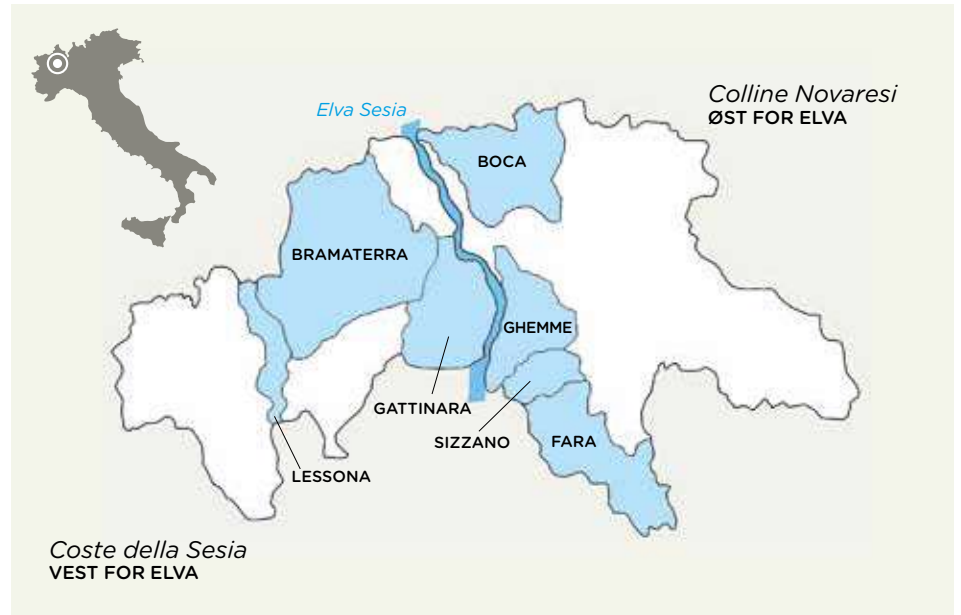 Elva Sesia
Colline Novaresi
ØST FOR ELVA
BOCA
BRAMATERRA
GHEMME
GATTINARA
SIZZANO
FARA
LESSONA
Coste della Sesia
VEST FOR ELVA